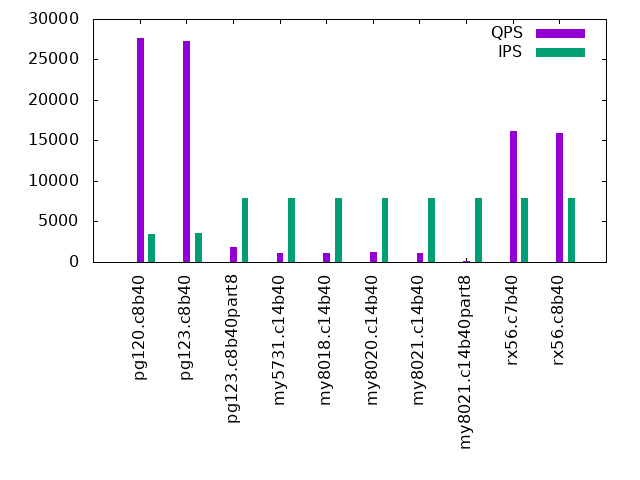 30000
25000
20000
15000
10000
5000
0
QPS
IPS
pg120.c8b40
pg123.c8b40
pg123.c8b40part8
my5731.c14b40
my8018.c14b40
my8020.c14b40
my8021.c14b40
my8021.c14b40part8
rx56.c7b40
rx56.c8b40